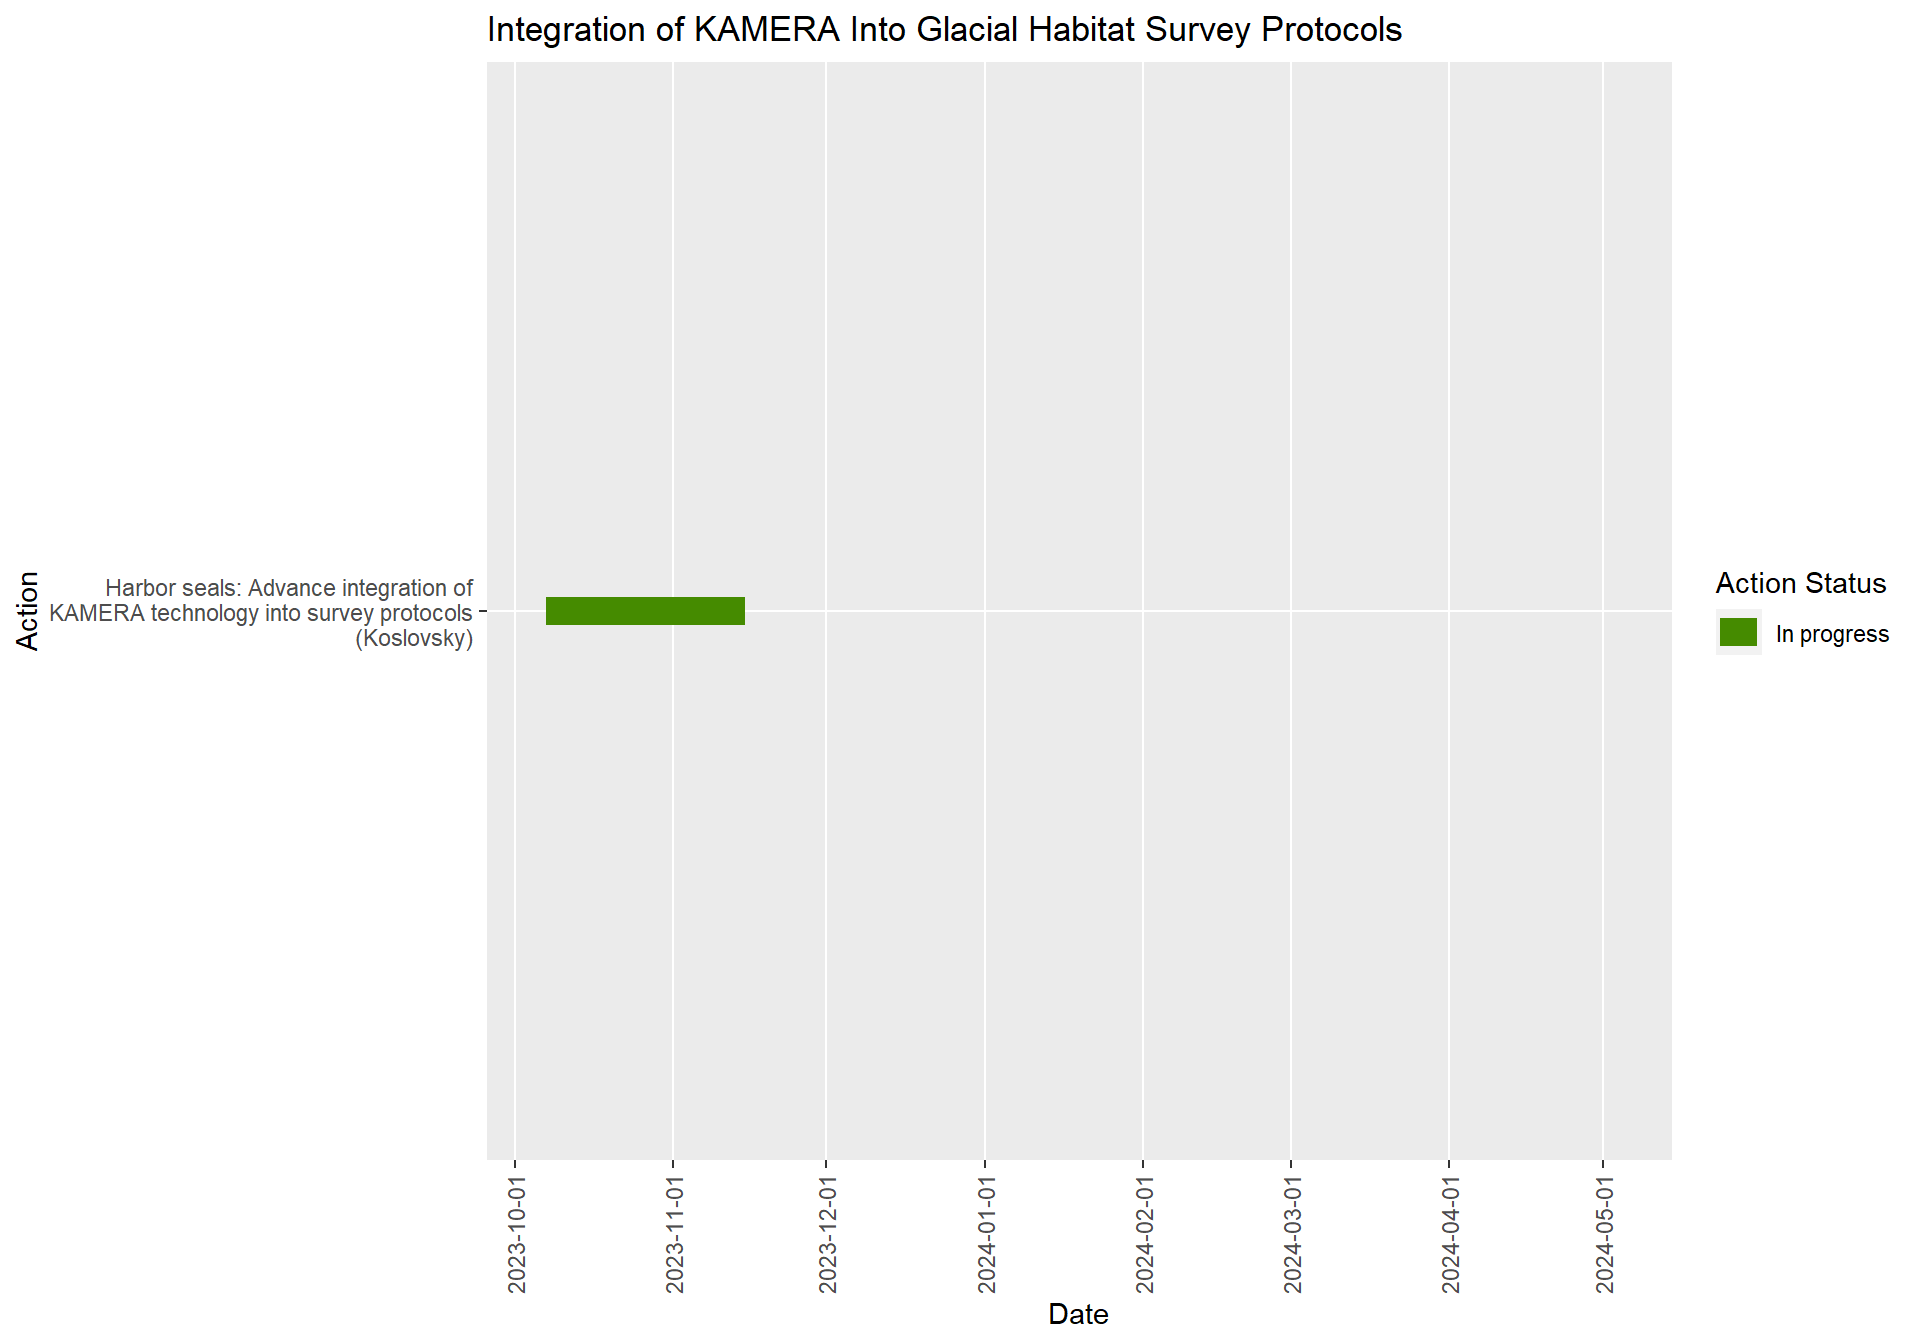 Integration of KAMERA Into Glacial Habitat Survey Protocols
Action
Harbor seals: Advance integration of
KAMERA technology into survey protocols
(Koslovsky)
Action Status
In progress
2023-10-01
2023-11-01
2023-12-01
2024-01-01
2024-02-01
2024-03-01
2024-04-01
2024-05-01
Date